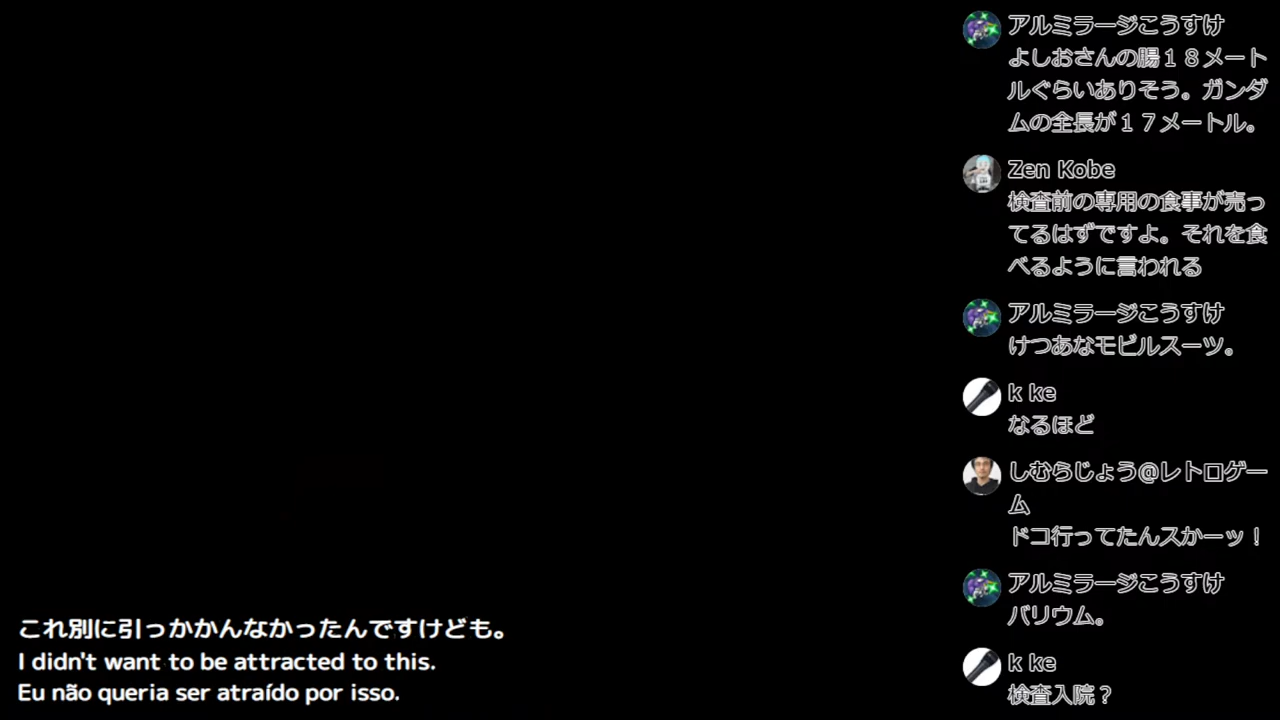 アルミラージこうすけ
よしおさんの腸１８メート
ルぐらいありそう。ガンダ
ムの全長が１７メートル。
Zen Kobe
検査前の専用の食事が売っ
てるはずですよ。それを食
べるように言われる
アルミラージこうすけ
けつあなモビルスーツ。
k ke
なるほど
しむらじょう@レトロゲー
ム
ドコ行ってたんスかーッ！
アルミラージこうすけ
バリウム。
k ke
検査入院？
これ別に引っかかんなかったんですけども。
I didn't want to be attracted to this.
Eu não queria ser atraído por isso.